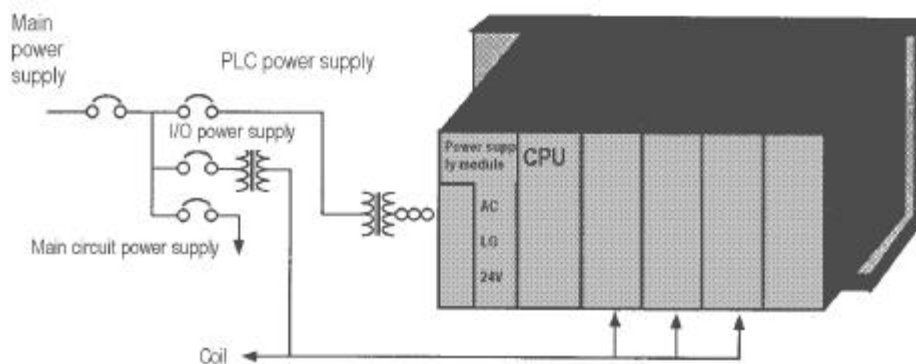 Main
power
supply
PLC power supply
I/O power supply
Main circuit power supply
Coil
Power supp
ly module
CPU
AC
LG
24V